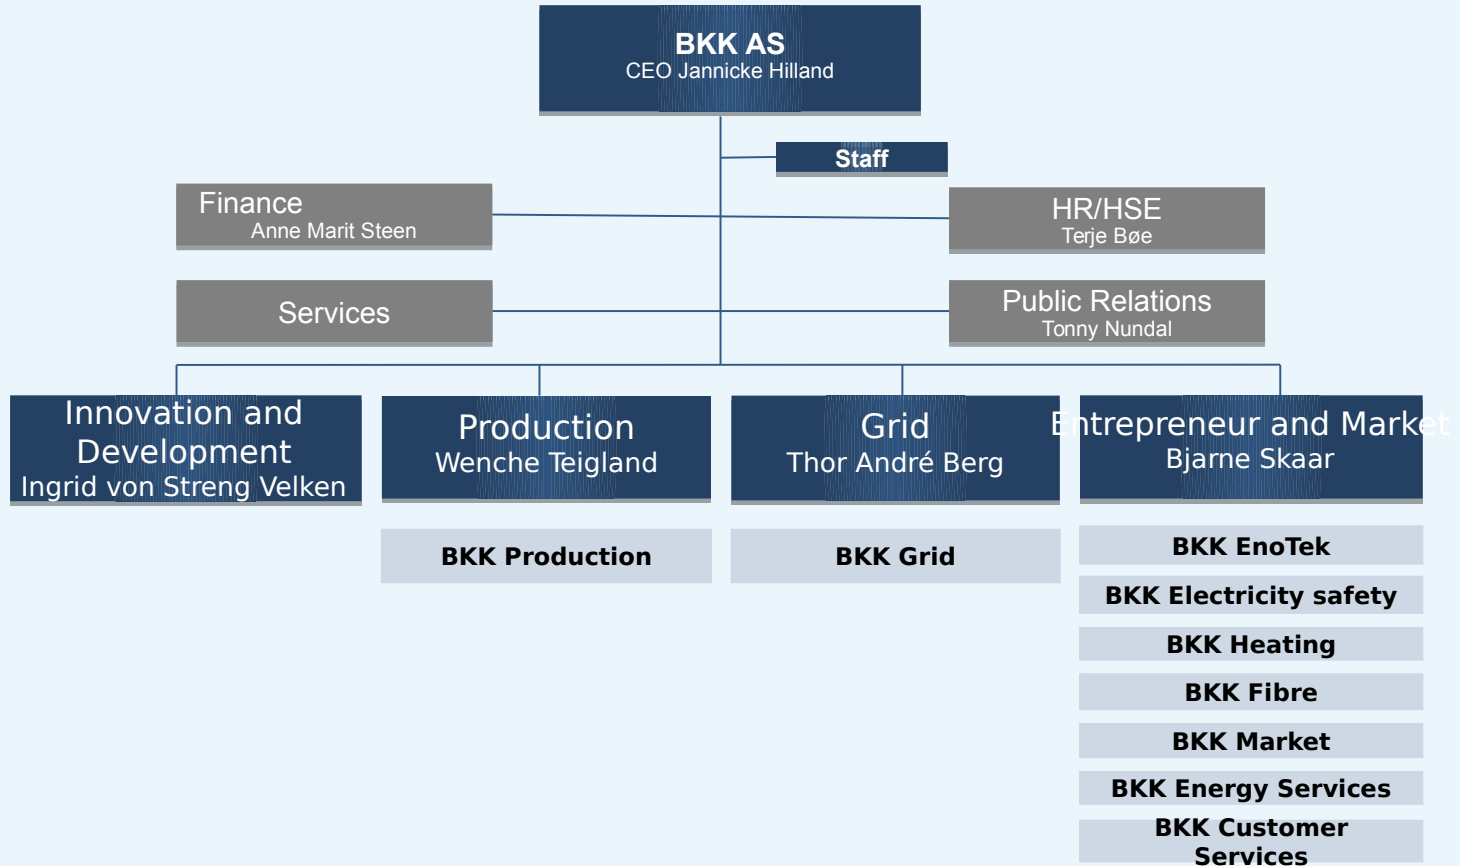 BKK AS
CEO Jannicke Hilland
Staff
Finance
Anne Marit Steen
HR/HSE
Terje Bøe
Services
Public Relations
Tonny Nundal
Innovation and
Development
Ingrid von Streng Velken
Production
Wenche Teigland
Grid
Thor André Berg
Entrepreneur and Market
Bjarne Skaar
BKK Production
BKK Grid
BKK EnoTek
BKK Electricity safety
BKK Heating
BKK Fibre
BKK Market
BKK Energy Services
BKK Customer
Services